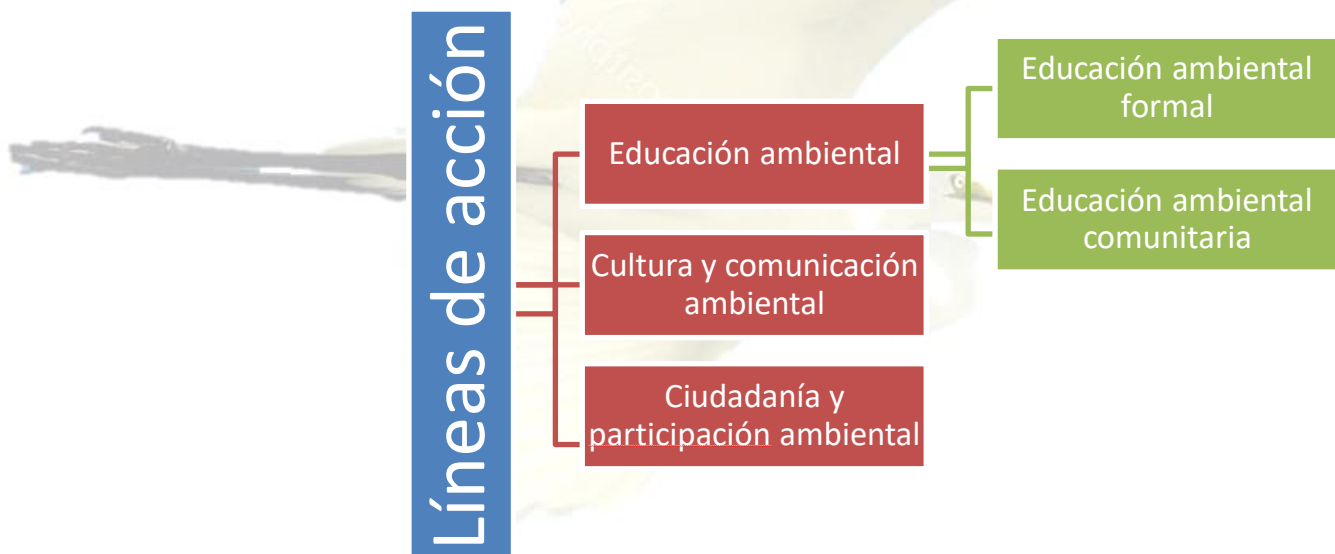 Líneas de acción
Educación ambiental
Cultura y comunicación
ambiental
Ciudadanía y
participación ambiental
Educación ambiental
formal
Educación ambiental
comunitaria